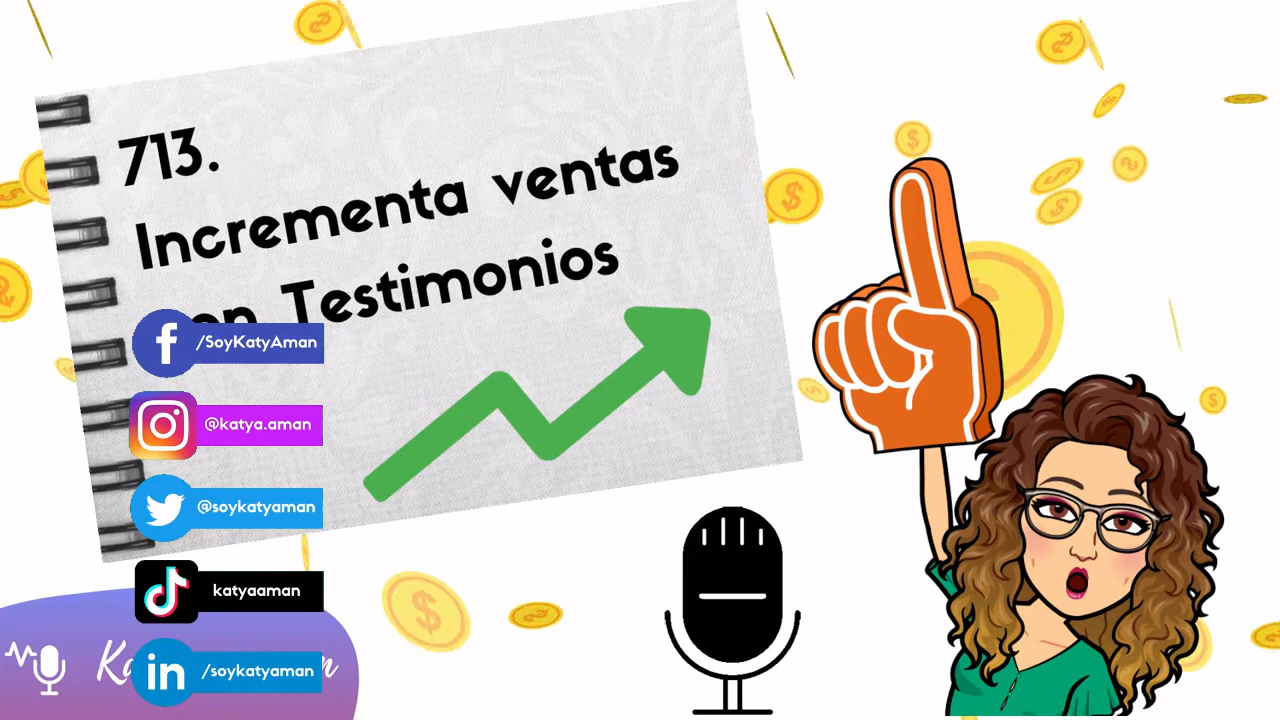 713.
Incrementa ventas
Testimonios
/SoyKatyAman
@katya.aman
@soykatyaman
katyaaman
/soykatyaman